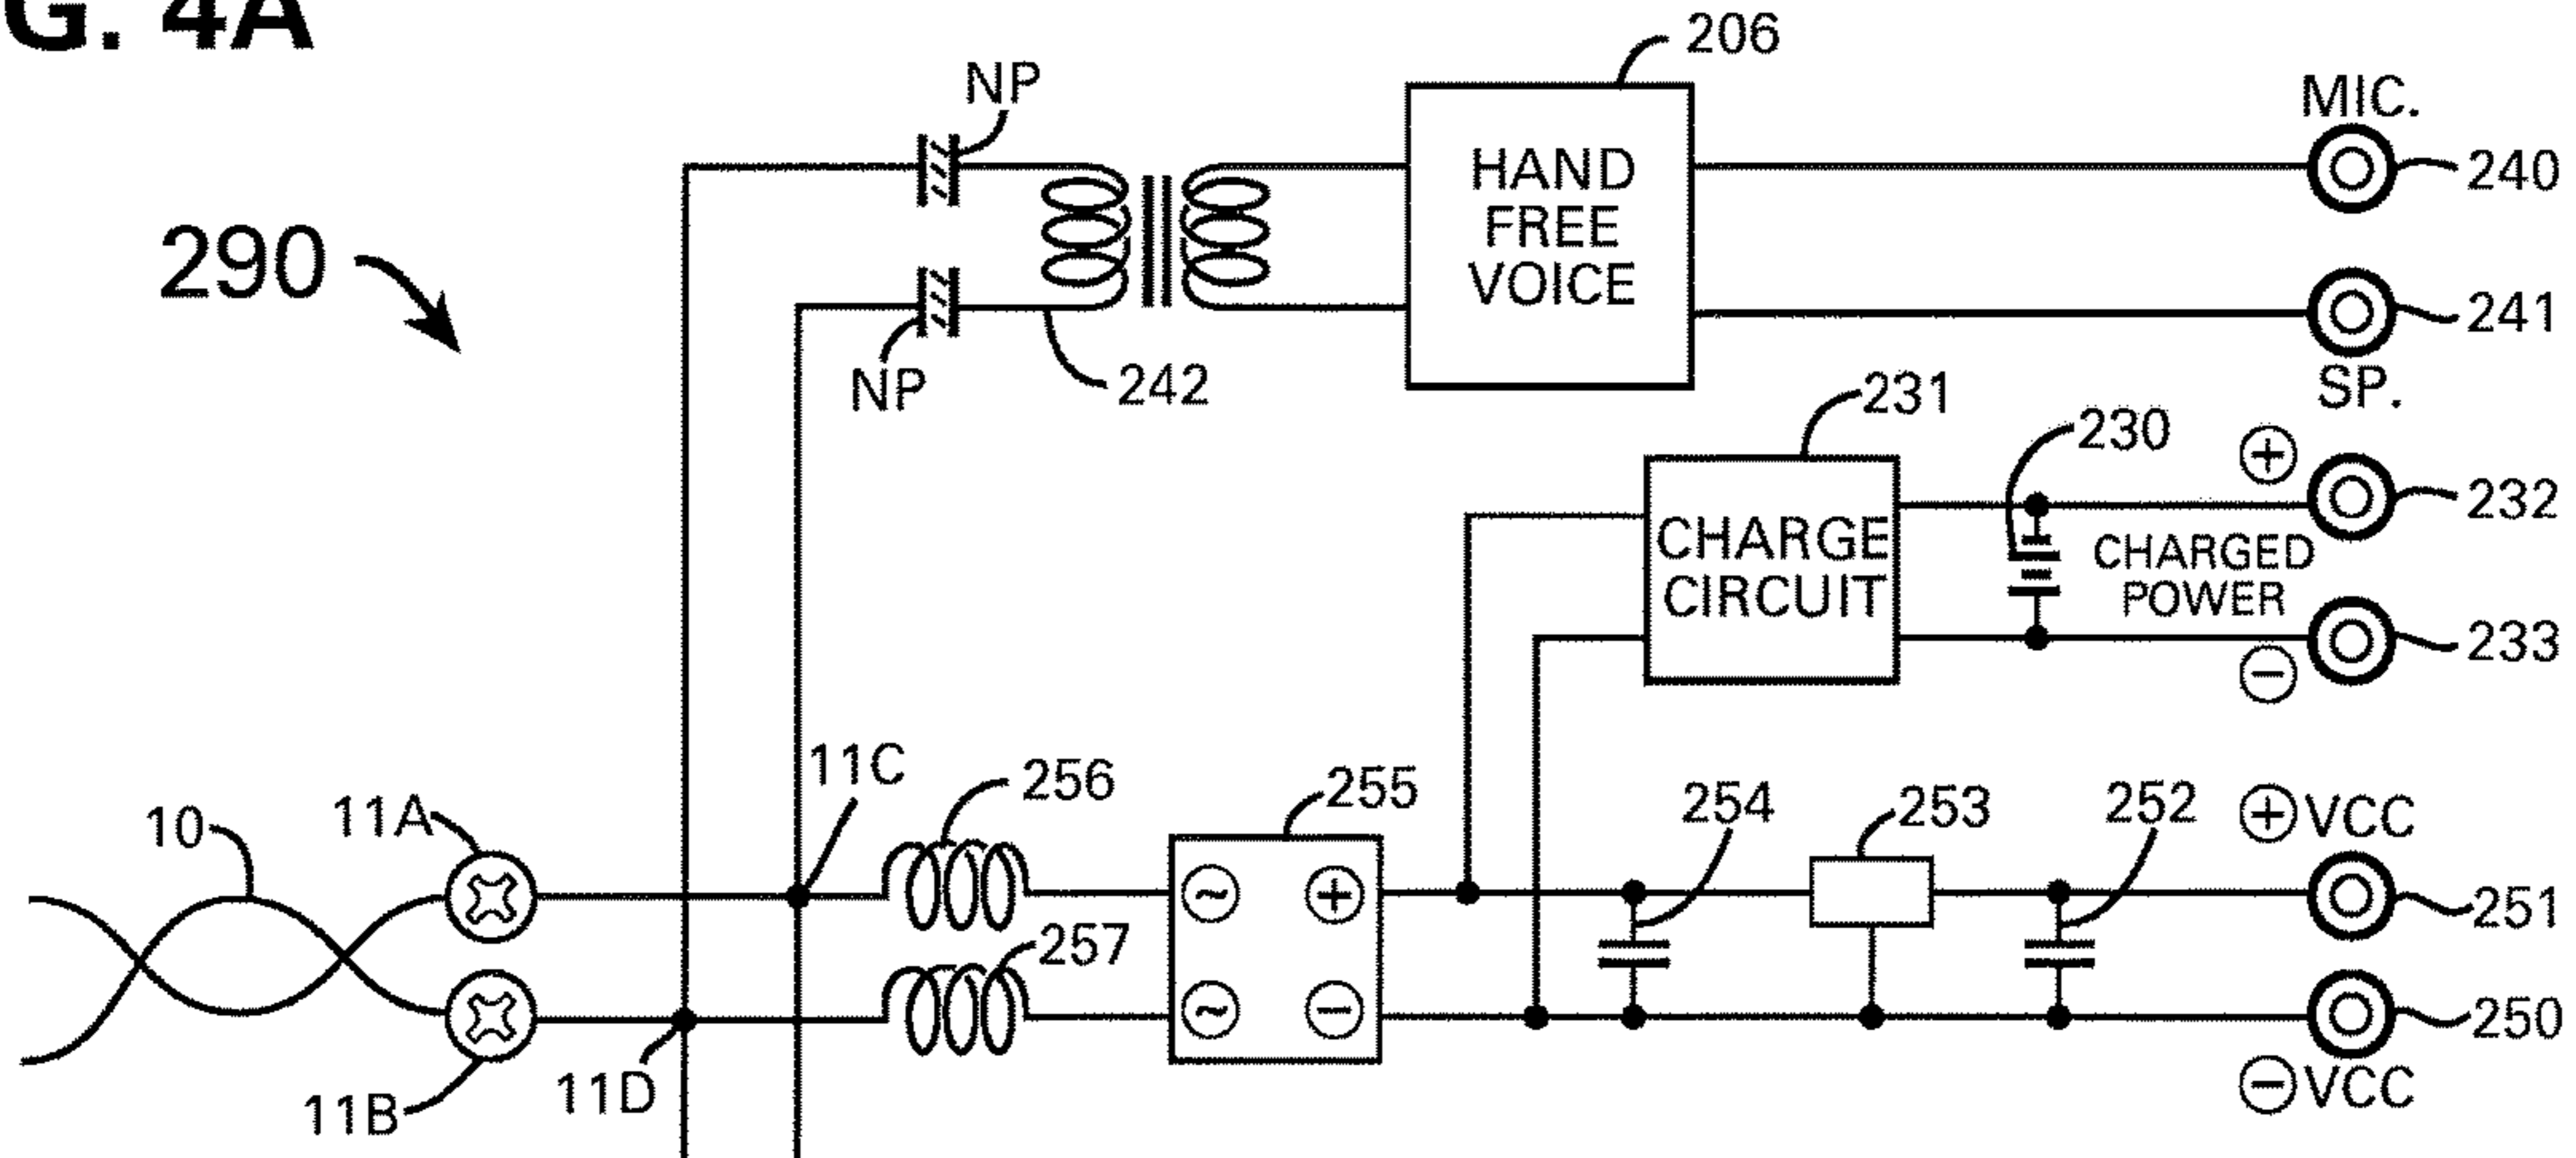 G. 4A
206
NP
MIC.
HAND
FREE
VOICE
240
290
241
NP
242
SP.
231
230
+
232
CHARGE
CIRCUIT
CHARGED
POWER
233
−
11C
256
255
254
253
252
+ VCC
10
11A
~
+
251
257
~
−
250
11D
11B
− VCC